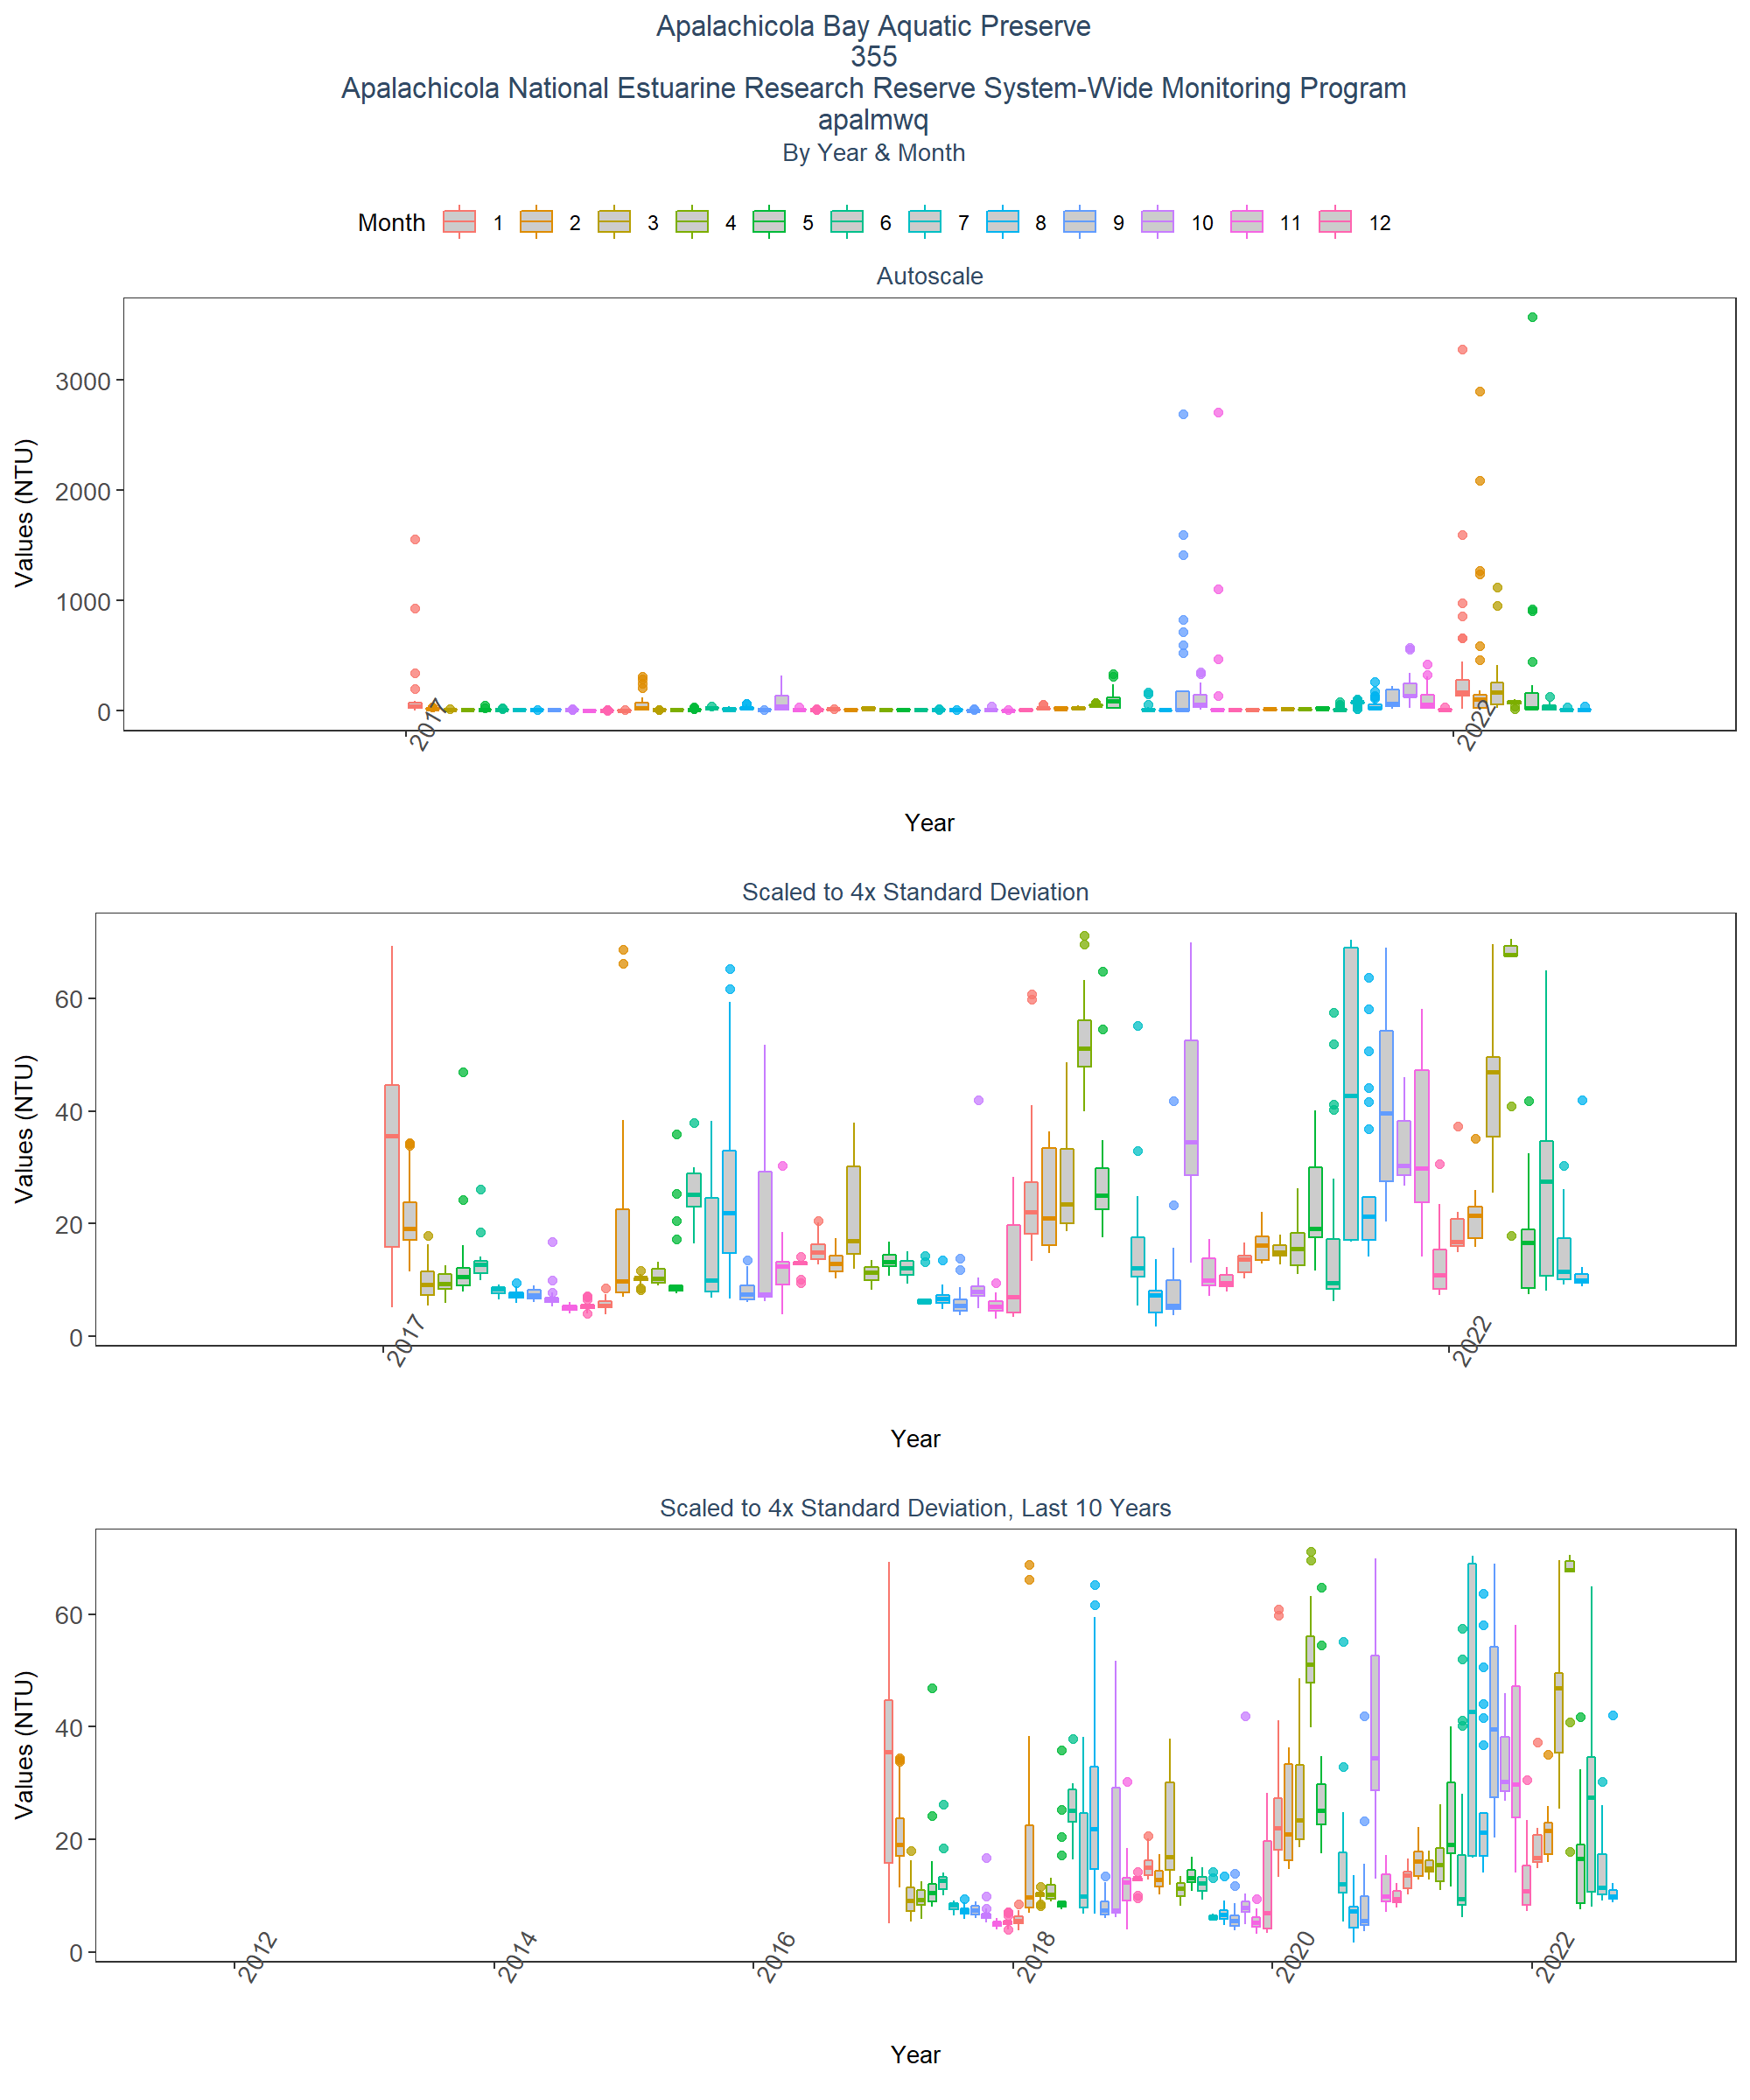 Apalachicola Bay Aquatic Preserve
355
Apalachicola National Estuarine Research Reserve System-Wide Monitoring Program
apalmwq
By Year & Month
Month 1 2 3 4 5 6 7 8 9 10 11 12
Autoscale
Values (NTU)
3000
2000
1000
0
2017 2022
Year
Scaled to 4x Standard Deviation
Values (NTU)
60
40
20
0
2017 2022
Year
Scaled to 4x Standard Deviation, Last 10 Years
Values (NTU)
60
40
20
0
2012 2014 2016 2018 2020 2022
Year